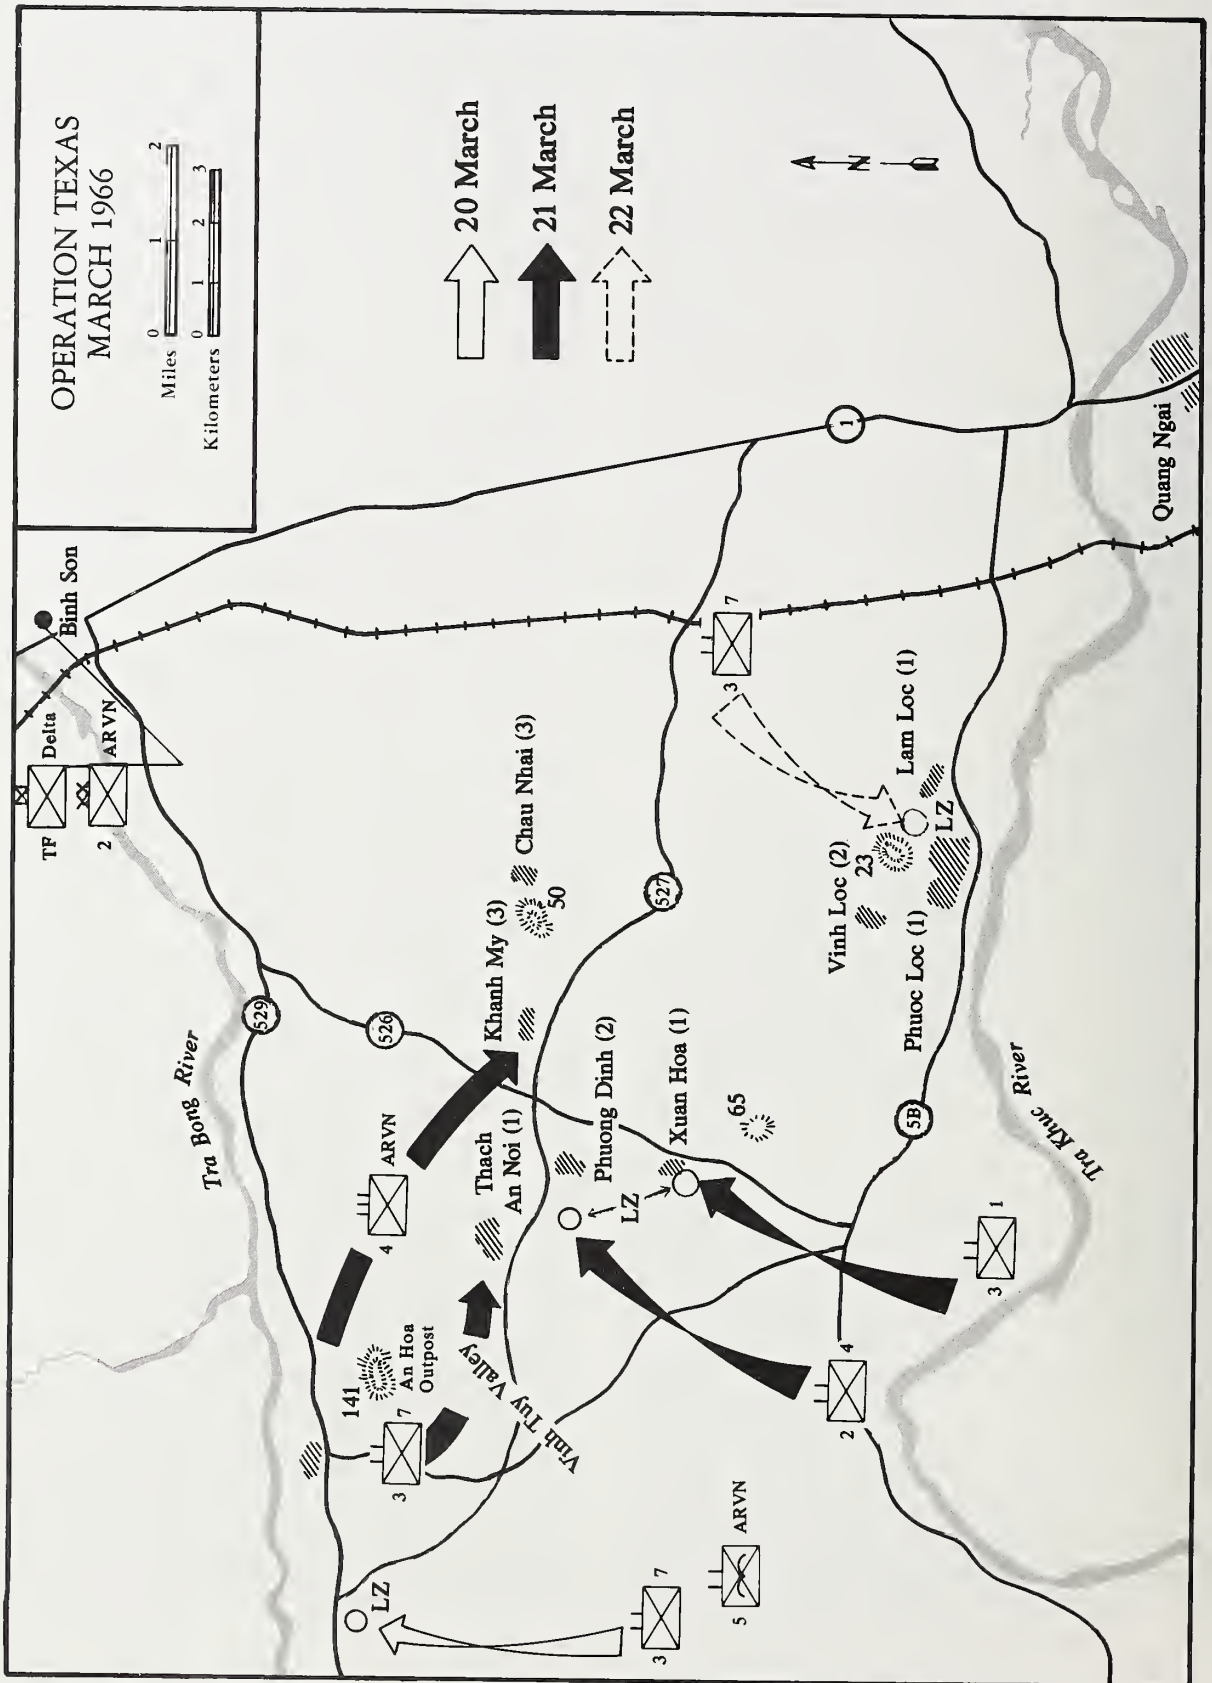 OPERATION TEXAS
MARCH 1966
Miles 0 1 2
Kilometers 0 1 2 3
20 March
21 March
22 March
N
Binh Son
TF Delta
2 ARVN
Tra Bong River
529
526
527
1
5B
141
An Hoa
Outpost
4 ARVN
3 7
Vinh Tuy Valley
Thach
An Noi (1)
Khanh My (3)
Chau Nhai (3)
50
Phuong Dinh (2)
LZ
Xuan Hoa (1)
65
LZ
3 7
5 ARVN
2 4
3 1
3 7
Vinh Loc (2)
23
Phuoc Loc (1)
LZ
Lam Loc (1)
Tra Khuc River
Quang Ngai